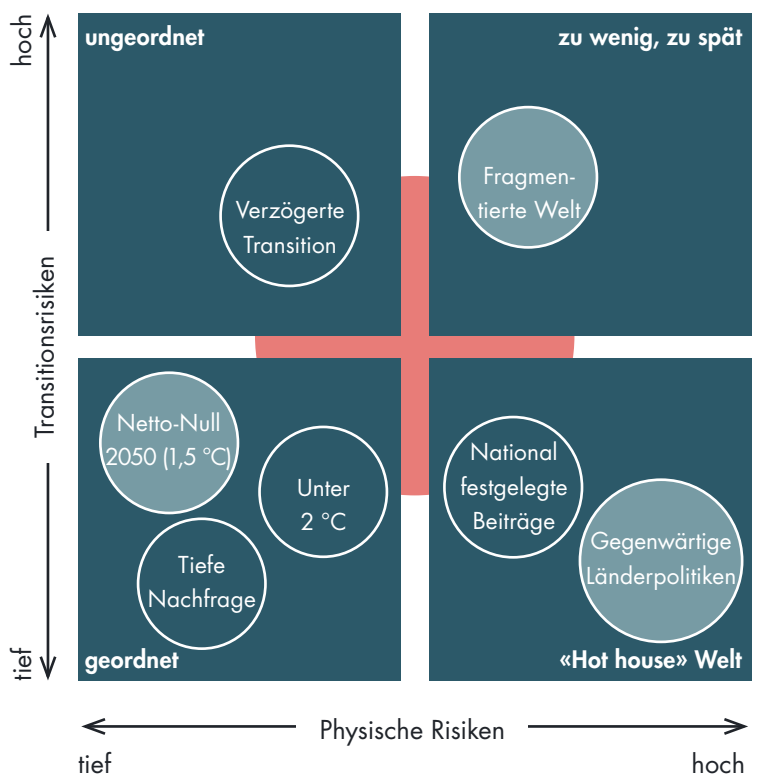 hoch
Transitionsrisiken
tief
ungeordnet
zu wenig, zu spät
Verzögerte
Transition
Fragmen-
tierte Welt
Netto-Null
2050 (1,5 °C)
Unter
2 °C
Tiefe
Nachfrage
geordnet
National
festgelegte
Beiträge
Gegenwärtige
Länderpolitiken
«Hot house» Welt
Physische Risiken
tief
hoch